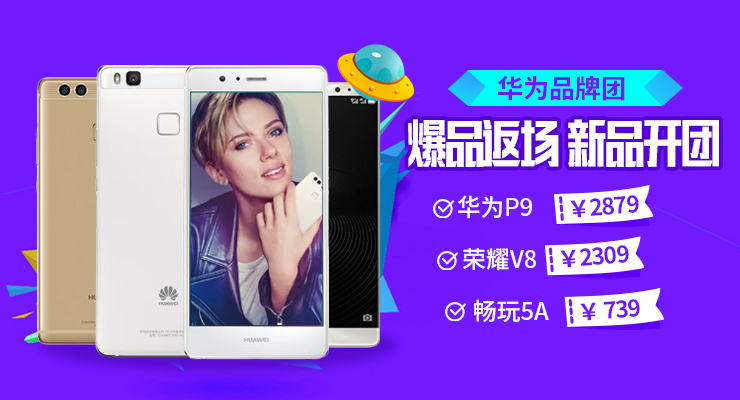 华为品牌团
爆品返场 新品开团
华为P9 ￥2879
荣耀V8 ￥2309
畅玩5A ￥ 739
HUAWEI
HUAWEI